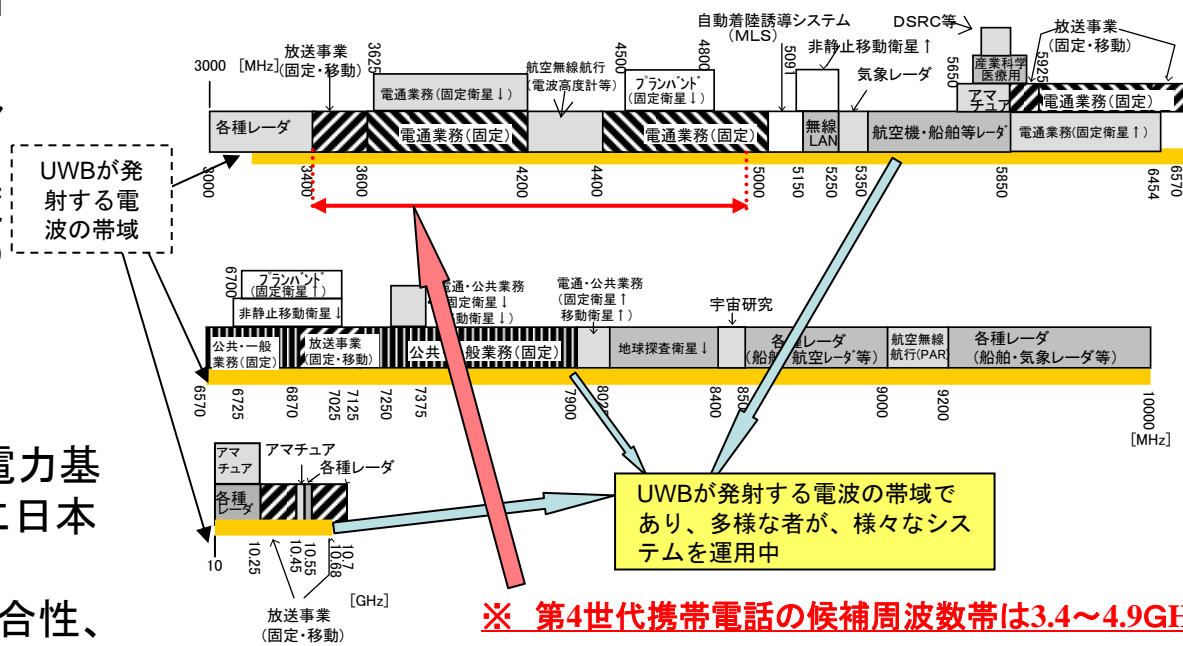 自動着陸誘導システム
(MLS)
DSRC等
放送事業
(固定・移動)
3625
4500
4800
5091
非静止移動衛星↑
5650
産業科学
医療用
5925
放送事業
(固定・移動)
3000 [MHz]
電通業務(固定衛星↓)
航空無線航行
(電波高度計等)
プランバンド
(固定衛星↓)
気象レーダ
アマ
チュア
電通業務(固定)
各種レーダ
電通業務(固定)
電通業務(固定)
無線
LAN
航空機・船舶等レーダ
電通業務(固定衛星↑)
UWBが発
射する電
波の帯域
3000
3400
3600
4200
4400
5000
5150
5250
5350
5850
6454
6570
6700
プランバンド
(固定衛星↑)
非静止移動衛星↓
電通・公共業務
固定衛星↓
動衛星↓)
電通・公共業務
(固定衛星↑
移動衛星↑)
宇宙研究
公共・一般
業務(固定)
放送事業
(固定・移動)
公共 般業務(固定)
地球探査衛星↓
各種レーダ
(船舶 航空レーダ等)
航空無線
航行(PAR)
各種レーダ
(船舶・気象レーダ等)
6570
6725
6870
7025
7125
7250
7375
7900
8025
8400
8500
9000
9200
10000
[MHz]
電力基
日本
合性、
アマ
チュア
アマチュア
各種レーダ
各種
レーダ
10
10.25
10.45
10.55
10.68
10.7
[GHz]
放送事業
(固定・移動)
UWBが発射する電波の帯域で
あり、多様な者が、様々なシス
テムを運用中
※ 第4世代携帯電話の候補周波数帯は3.4～4.9GH